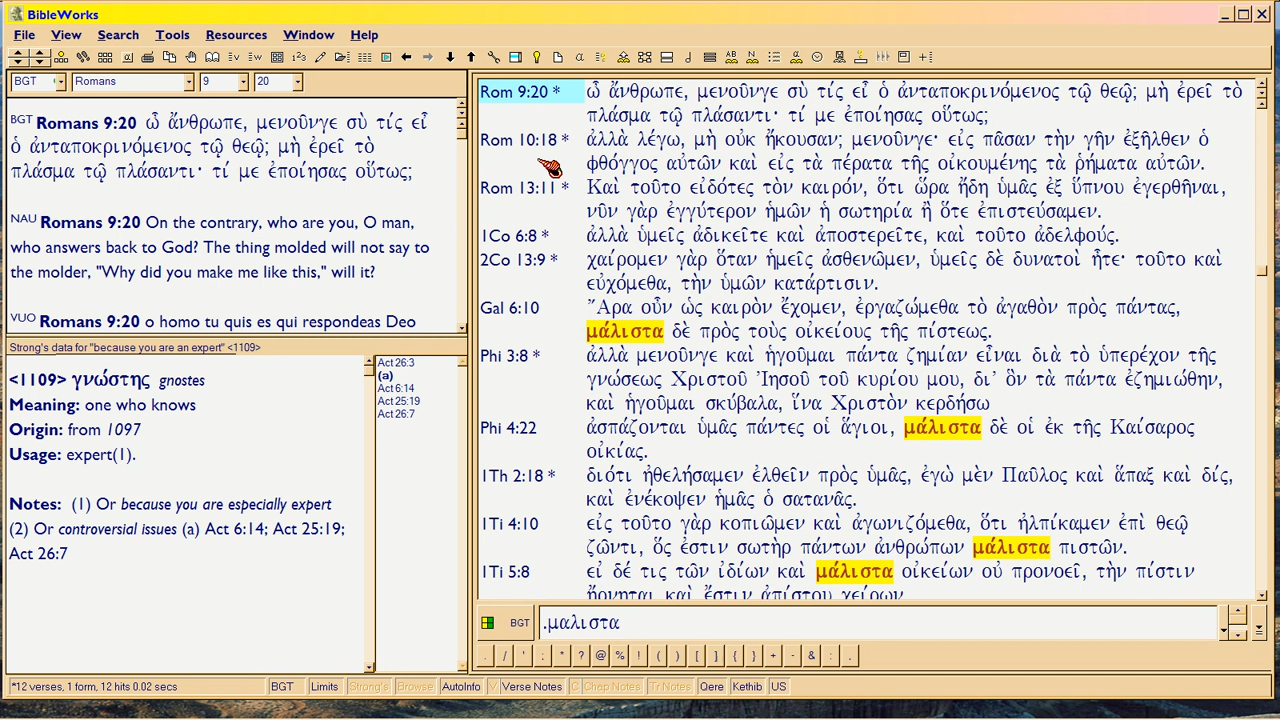 BibleWorks
File View Search Tools Resources Window Help
BGT Romans 9 20
BGT Romans 9:20 ὦ ἄνθρωπε, μενοῦνγε σὺ τίς εἶ
ὁ ἀνταποκρινόμενος τῷ θεῷ; μὴ ἐρεῖ τὸ
πλάσμα τῷ πλάσαντι· τί με ἐποίησας οὕτως;
NAU Romans 9:20 On the contrary, who are you, O man,
who answers back to God? The thing molded will not say to
the molder, "Why did you make me like this," will it?
VUO Romans 9:20 o homo tu quis es qui respondeas Deo
Strong's data for "because you are an expert" <1109>
<1109> γνώστης gnostes
Meaning: one who knows
Origin: from 1097
Usage: expert(1).
Notes: (1) Or because you are especially expert
(2) Or controversial issues (a) Act 6:14; Act 25:19;
Act 26:7
Act 26:3
(a)
Act 6:14
Act 25:19
Act 26:7
Rom 9:20 * ὦ ἄνθρωπε, μενοῦνγε σὺ τίς εἶ ὁ ἀνταποκρινόμενος τῷ θεῷ; μὴ ἐρεῖ τὸ
πλάσμα τῷ πλάσαντι· τί με ἐποίησας οὕτως;
Rom 10:18 * ἀλλὰ λέγω, μὴ οὐκ ἤκουσαν; μενοῦνγε· εἰς πᾶσαν τὴν γῆν ἐξῆλθεν ὁ
φθόγγος αὐτῶν καὶ εἰς τὰ πέρατα τῆς οἰκουμένης τὰ ῥήματα αὐτῶν.
Rom 13:11 * Καὶ τοῦτο εἰδότες τὸν καιρόν, ὅτι ὥρα ἤδη ὑμᾶς ἐξ ὕπνου ἐγερθῆναι,
νῦν γὰρ ἐγγύτερον ἡμῶν ἡ σωτηρία ἢ ὅτε ἐπιστεύσαμεν.
1Co 6:8 * ἀλλὰ ὑμεῖς ἀδικεῖτε καὶ ἀποστερεῖτε, καὶ τοῦτο ἀδελφούς.
2Co 13:9 * χαίρομεν γὰρ ὅταν ἡμεῖς ἀσθενῶμεν, ὑμεῖς δὲ δυνατοὶ ἦτε· τοῦτο καὶ
εὐχόμεθα, τὴν ὑμῶν κατάρτισιν.
Gal 6:10 Ἄρα οὖν ὡς καιρὸν ἔχομεν, ἐργαζώμεθα τὸ ἀγαθὸν πρὸς πάντας,
μάλιστα δὲ πρὸς τοὺς οἰκείους τῆς πίστεως.
Phi 3:8 * ἀλλὰ μενοῦνγε καὶ ἡγοῦμαι πάντα ζημίαν εἶναι διὰ τὸ ὑπερέχον τῆς
γνώσεως Χριστοῦ Ἰησοῦ τοῦ κυρίου μου, δι' ὃν τὰ πάντα ἐζημιώθην,
καὶ ἡγοῦμαι σκύβαλα, ἵνα Χριστὸν κερδήσω
Phi 4:22 ἀσπάζονται ὑμᾶς πάντες οἱ ἅγιοι, μάλιστα δὲ οἱ ἐκ τῆς Καίσαρος
οἰκίας.
1Th 2:18 * διότι ἠθελήσαμεν ἐλθεῖν πρὸς ὑμᾶς, ἐγὼ μὲν Παῦλος καὶ ἅπαξ καὶ δίς,
καὶ ἐνέκοψεν ἡμᾶς ὁ σατανᾶς.
1Ti 4:10 εἰς τοῦτο γὰρ κοπιῶμεν καὶ ἀγωνιζόμεθα, ὅτι ἠλπίκαμεν ἐπὶ θεῷ
ζῶντι, ὅς ἐστιν σωτὴρ πάντων ἀνθρώπων μάλιστα πιστῶν.
1Ti 5:8 εἰ δέ τις τῶν ἰδίων καὶ μάλιστα οἰκείων οὐ προνοεῖ, τὴν πίστιν
ἤρνηται καὶ ἔστιν ἀπίστου χείρων
BGT .μαλιστα
. / ' ; * ? @ % ! ( ) [ ] { } + - & : .
*12 verses, 1 form, 12 hits 0.02 secs BGT Limits Strong's Browse AutoInfo V Verse Notes C Chap Notes Tr Notes Qere Kethib US